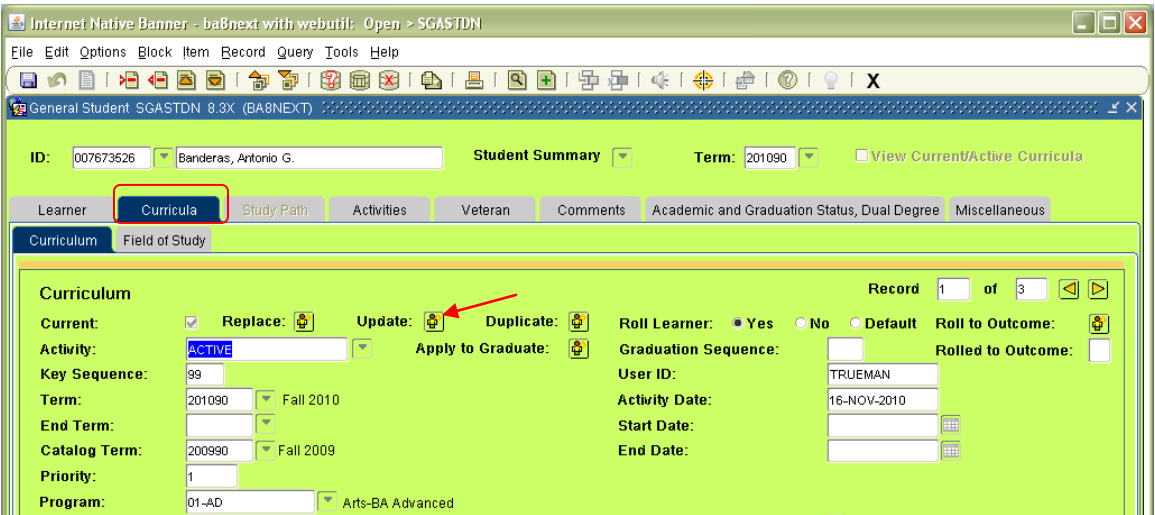 Internet Native Banner - ba8next with webutil: Open > SGASTDN
File Edit Options Block Item Record Query Tools Help
X
General Student SGASTDN 8.3X (BA8NEXT)
ID: 007673526 Banderas, Antonio G. Student Summary Term: 201090 View Current/Active Curricula
Learner Curricula Study Path Activities Veteran Comments Academic and Graduation Status, Dual Degree Miscellaneous
Curriculum Field of Study
Curriculum Record 1 of 3
Current: Replace: Update: Duplicate: Roll Learner: Yes No Default Roll to Outcome:
Activity: ACTIVE Apply to Graduate: Graduation Sequence: Rolled to Outcome:
Key Sequence: 99 User ID: TRUEMAN
Term: 201090 Fall 2010 Activity Date: 16-NOV-2010
End Term: Start Date:
Catalog Term: 200990 Fall 2009 End Date:
Priority: 1
Program: 01-AD Arts-BA Advanced